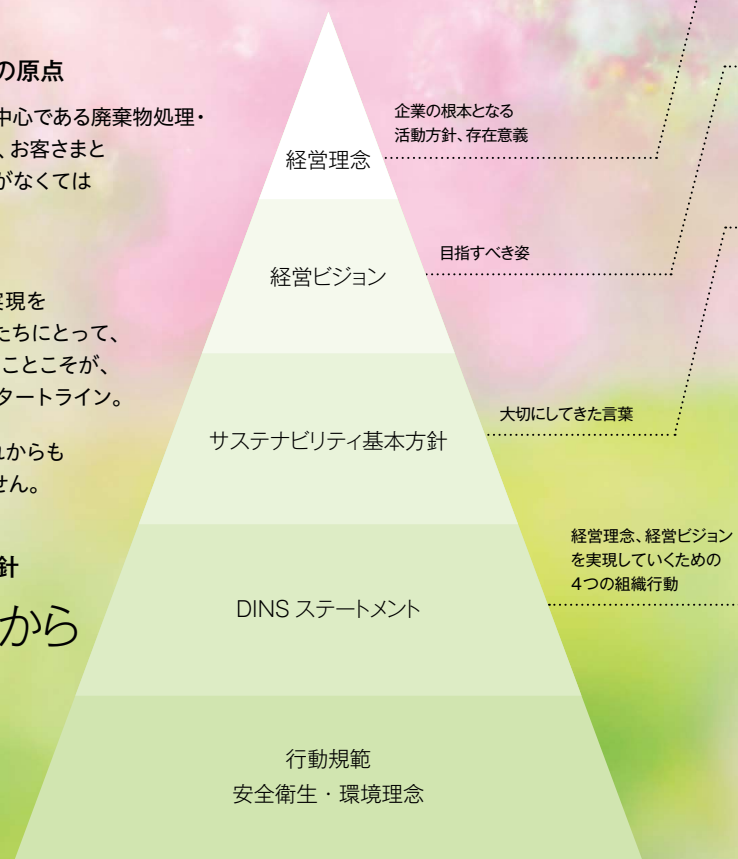 の原点
中心である廃棄物処理・
、お客さまと
がなくては
実現を
たちにとって、
ことこそが、
タートライン。
れからも
せん。
針
から
経営理念
企業の根本となる
活動方針、存在意義
経営ビジョン
目指すべき姿
サステナビリティ基本方針
大切にしてきた言葉
DINS ステートメント
経営理念、経営ビジョン
を実現していくための
4つの組織行動
行動規範
安全衛生・環境理念